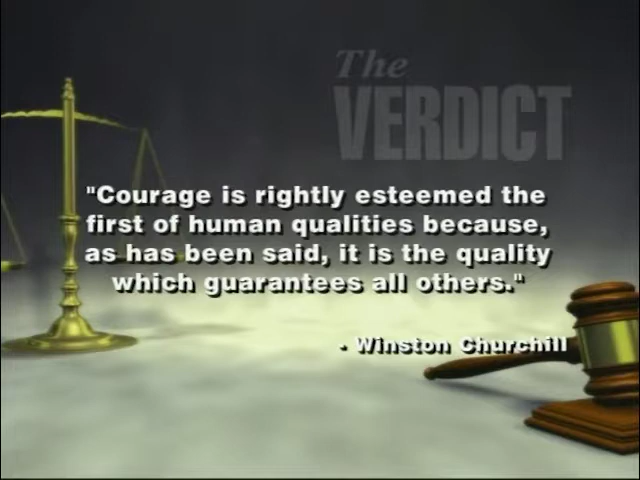 The
VERDICT
"Courage is rightly esteemed the
first of human qualities because,
as has been said, it is the quality
which guarantees all others."
- Winston Churchill